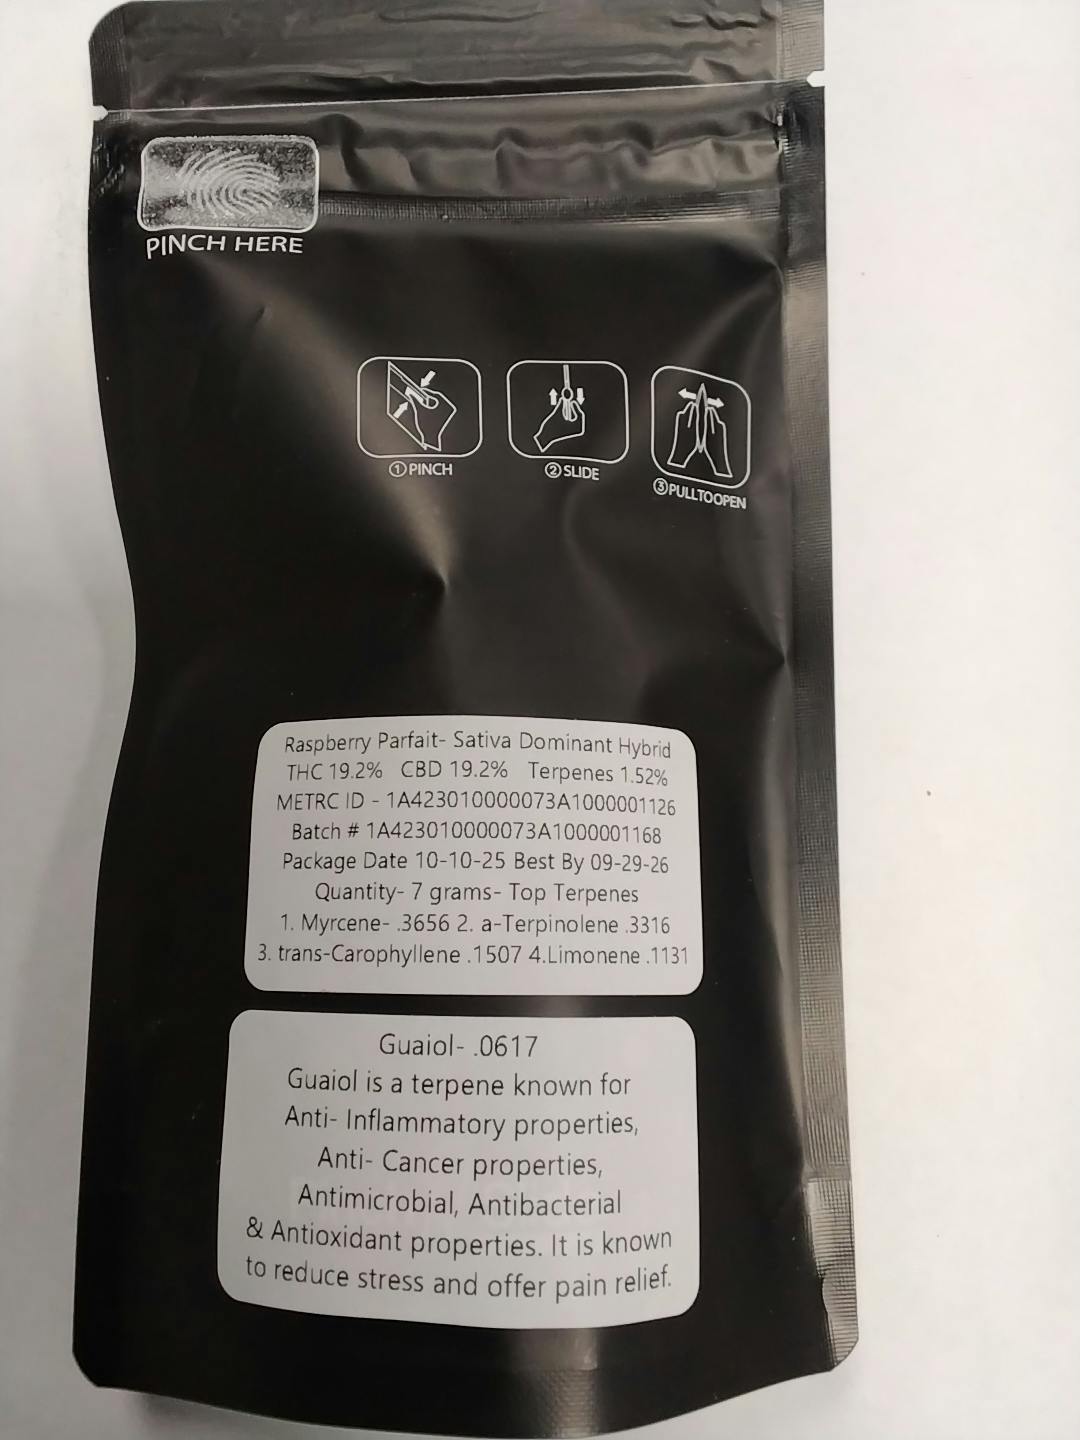 PINCH HERE
①PINCH
②SLIDE
③PULLTOOPEN
Raspberry Parfait- Sativa Dominant Hybrid
THC 19.2% CBD 19.2% Terpenes 1.52%
METRC ID - 1A423010000073A1000001126
Batch # 1A423010000073A1000001168
Package Date 10-10-25 Best By 09-29-26
Quantity- 7 grams- Top Terpenes
1. Myrcene- .3656 2. a-Terpinolene .3316
3. trans-Carophyllene .1507 4.Limonene .1131
Guaiol- .0617
Guaiol is a terpene known for
Anti- Inflammatory properties,
Anti- Cancer properties,
Antimicrobial, Antibacterial
& Antioxidant properties. It is known
to reduce stress and offer pain relief.